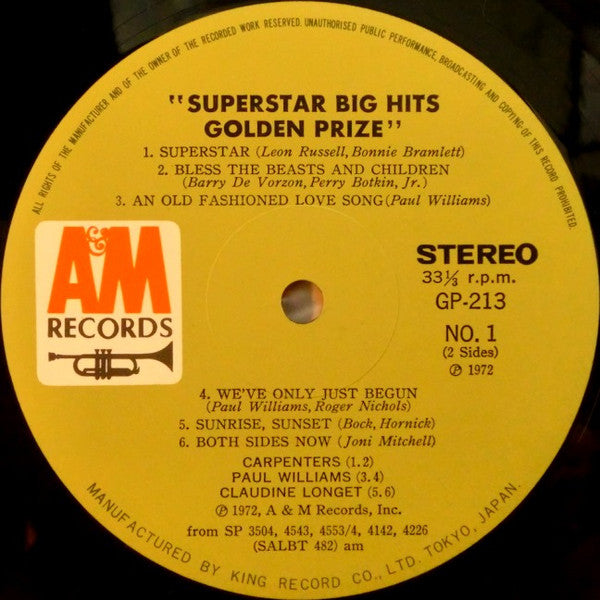 ALL RIGHTS OF THE MANUFACTURER AND OF THE OWNER OF THE RECORDED WORK RESERVED. UNAUTHORISED PUBLIC PERFORMANCE, BROADCASTING AND COPYING OF THIS RECORD PROHIBITED.
"SUPERSTAR BIG HITS
GOLDEN PRIZE"
1. SUPERSTAR (Leon Russell, Bonnie Bramlett)
2. BLESS THE BEASTS AND CHILDREN
(Barry De Vorzon, Perry Botkin, Jr.)
3. AN OLD FASHIONED LOVE SONG (Paul Williams)
A&M
RECORDS
STEREO
33⅓ r.p.m.
GP-213
NO. 1
(2 Sides)
Ⓟ 1972
4. WE'VE ONLY JUST BEGUN
(Paul Williams, Roger Nichols)
5. SUNRISE, SUNSET (Bock, Hornick)
6. BOTH SIDES NOW (Joni Mitchell)
CARPENTERS (1.2)
PAUL WILLIAMS (3.4)
CLAUDINE LONGET (5.6)
Ⓟ 1972, A & M Records, Inc.
from SP 3504, 4543, 4553/4, 4142, 4226
(SALBT 482) am
MANUFACTURED BY KING RECORD CO., LTD. TOKYO, JAPAN.